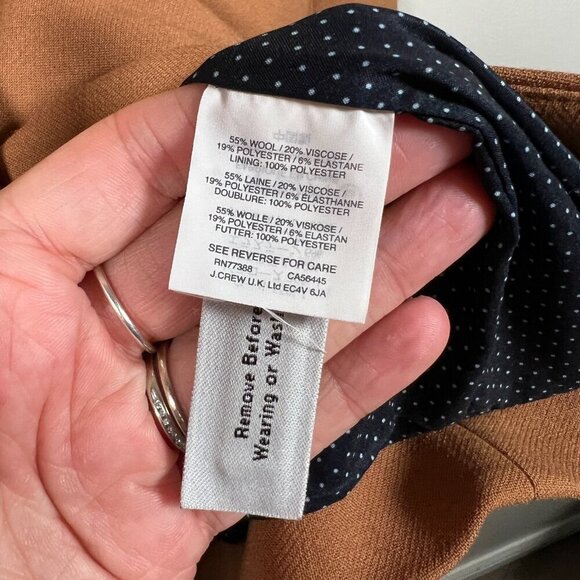 55% WOOL / 20% VISCOSE /
19% POLYESTER / 6% ELASTANE
LINING: 100% POLYESTER
55% LAINE / 20% VISCOSE /
19% POLYESTER / 6% ÉLASTHANNE
DOUBLURE: 100% POLYESTER
55% WOLLE / 20% VISKOSE /
19% POLYESTER / 6% ELASTAN
FUTTER: 100% POLYESTER
SEE REVERSE FOR CARE
RN77388 CA56445
J.CREW U.K. Ltd EC4V 6JA
Remove Before
Wearing or